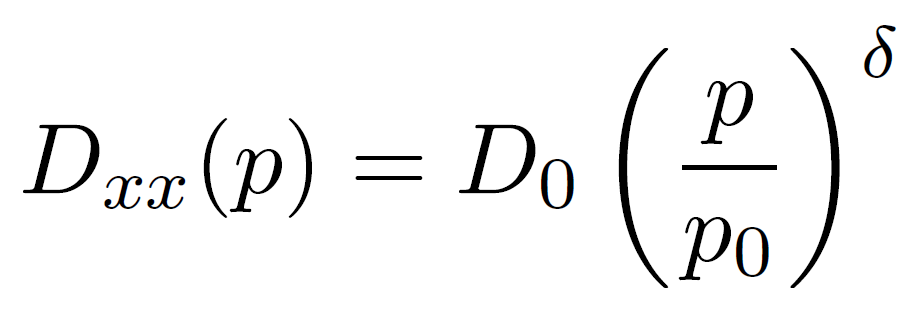 $D_{xx}(p) = D_0 \left( \frac{p}{p_0} \right)^{\delta}$